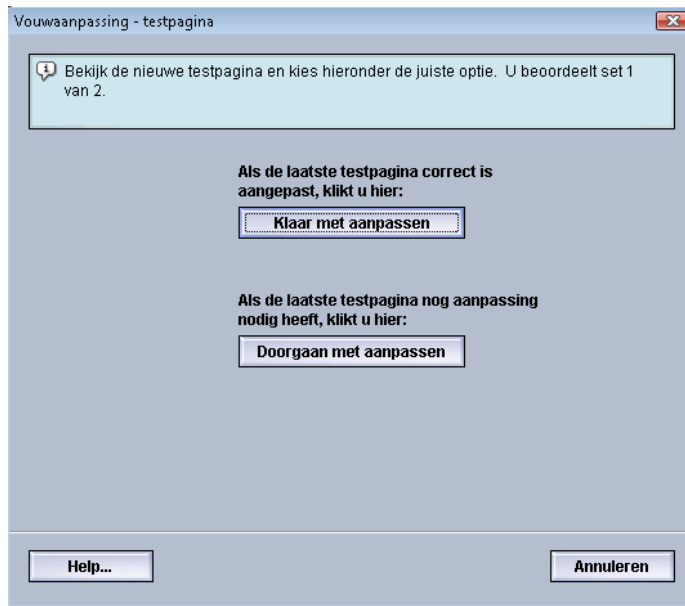 Vouwaanpassing - testpagina
Bekijk de nieuwe testpagina en kies hieronder de juiste optie. U beoordeelt set 1
van 2.
Als de laatste testpagina correct is
aangepast, klikt u hier:
Klaar met aanpassen
Als de laatste testpagina nog aanpassing
nodig heeft, klikt u hier:
Doorgaan met aanpassen
Help...
Annuleren